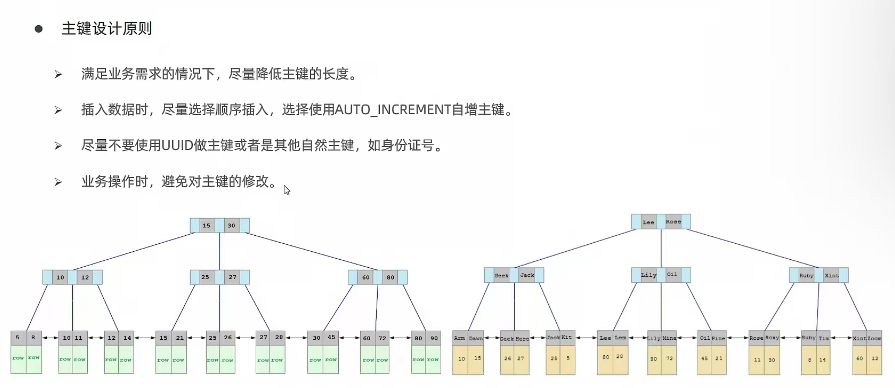 主键设计原则
满足业务需求的情况下，尽量降低主键的长度。
插入数据时，尽量选择顺序插入，选择使用AUTO_INCREMENT自增主键。
尽量不要使用UUID做主键或者是其他自然主键，如身份证号。
业务操作时，避免对主键的修改。
15 30
10 12
25 27
60 80
5 8 10 11 12 14 15 21 25 26 27 28 30 45 60 72 80 90
row row row row row row row row row row row row row row row row row row
Lee Rose
Geek Jack
Lily Oil
Ruby Xint
Arm Dawn Geek Hero Jack Kit Lee Lem Lily Nine Oil Pine Rose Roxy Ruby Tim Xint Zoom
10 15 26 27 25 5 80 28 90 72 45 21 11 30 8 14 60 12